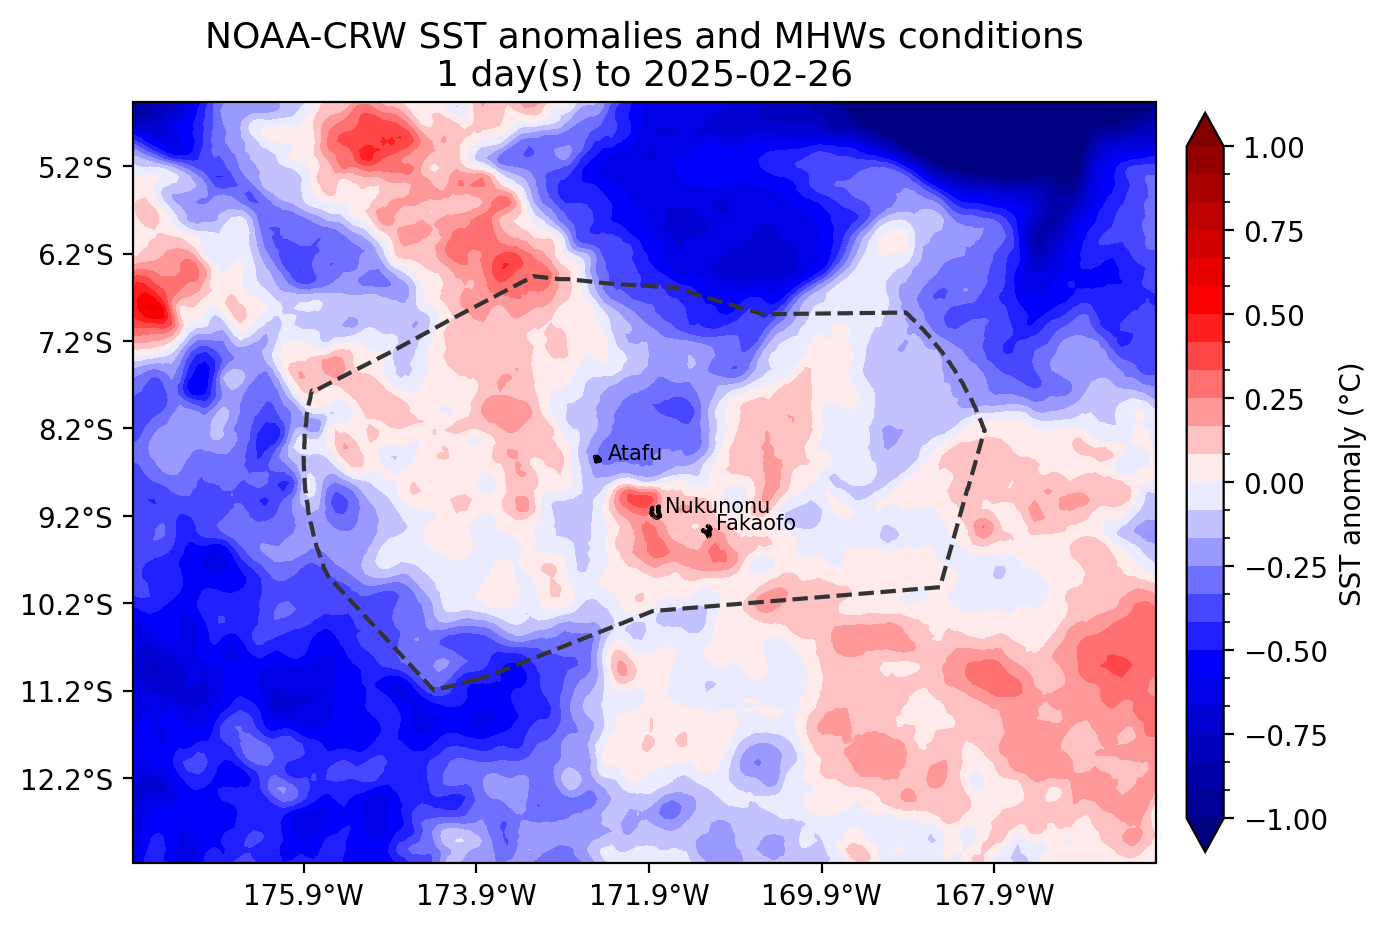 NOAA-CRW SST anomalies and MHWs conditions
1 day(s) to 2025-02-26
5.2°S
6.2°S
7.2°S
8.2°S
9.2°S
10.2°S
11.2°S
12.2°S
Atafu
Nukunonu
Fakaofo
175.9°W
173.9°W
171.9°W
169.9°W
167.9°W
1.00
0.75
0.50
0.25
0.00
−0.25
−0.50
−0.75
−1.00
SST anomaly (°C)